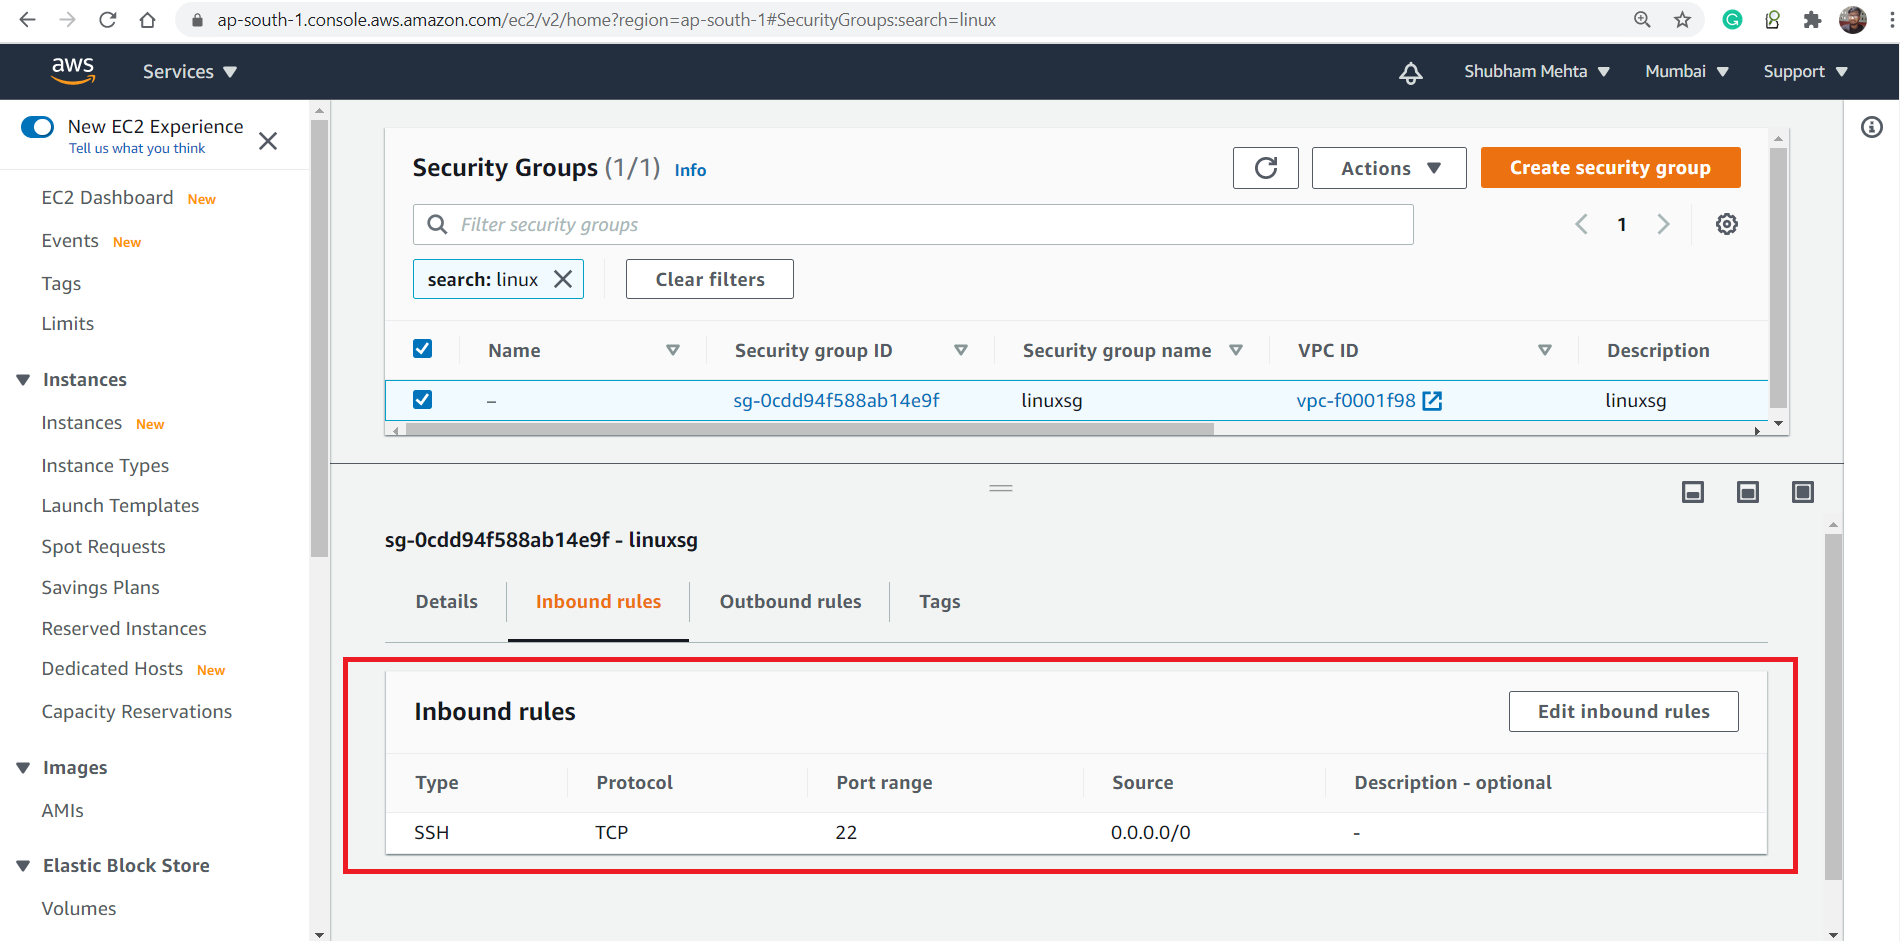 ap-south-1.console.aws.amazon.com/ec2/v2/home?region=ap-south-1#SecurityGroups:search=linux
aws Services Shubham Mehta Mumbai Support
New EC2 Experience
Tell us what you think
EC2 Dashboard New
Events New
Tags
Limits
Instances
Instances New
Instance Types
Launch Templates
Spot Requests
Savings Plans
Reserved Instances
Dedicated Hosts New
Capacity Reservations
Images
AMIs
Elastic Block Store
Volumes
Security Groups (1/1) Info
Actions
Create security group
Filter security groups
1
search: linux
Clear filters
Name Security group ID Security group name VPC ID Description
– sg-0cdd94f588ab14e9f linuxsg vpc-f0001f98 linuxsg
sg-0cdd94f588ab14e9f - linuxsg
Details Inbound rules Outbound rules Tags
Inbound rules
Edit inbound rules
Type Protocol Port range Source Description - optional
SSH TCP 22 0.0.0.0/0 -